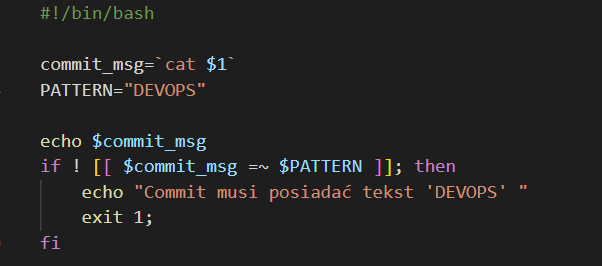 #!/bin/bash
commit_msg=`cat $1`
PATTERN="DEVOPS"
echo $commit_msg
if ! [[ $commit_msg =~ $PATTERN ]]; then
echo "Commit musi posiadać tekst 'DEVOPS' "
exit 1;
fi